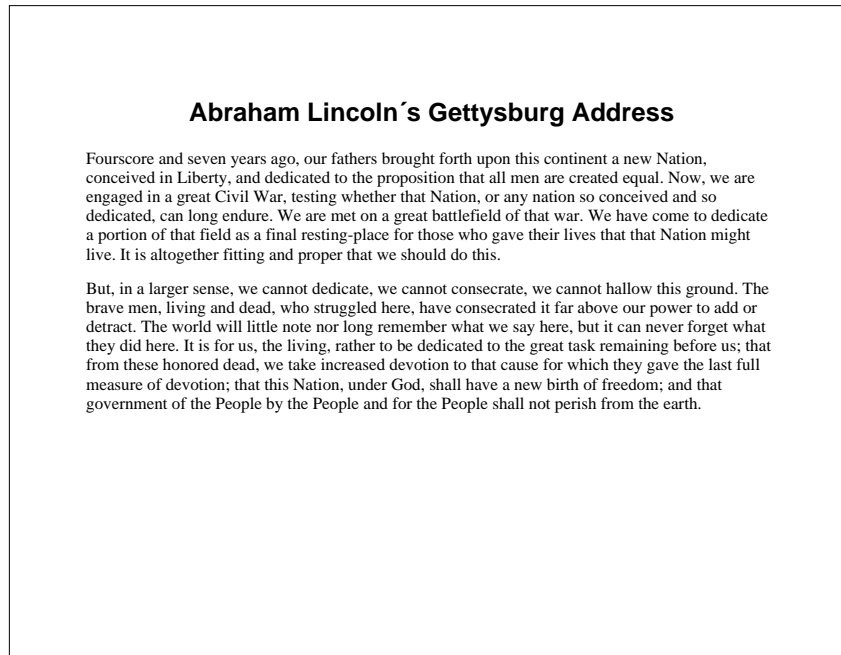 Abraham Lincoln´s Gettysburg Address
Fourscore and seven years ago, our fathers brought forth upon this continent a new Nation,
conceived in Liberty, and dedicated to the proposition that all men are created equal. Now, we are
engaged in a great Civil War, testing whether that Nation, or any nation so conceived and so
dedicated, can long endure. We are met on a great battlefield of that war. We have come to dedicate
a portion of that field as a final resting-place for those who gave their lives that that Nation might
live. It is altogether fitting and proper that we should do this.
But, in a larger sense, we cannot dedicate, we cannot consecrate, we cannot hallow this ground. The
brave men, living and dead, who struggled here, have consecrated it far above our power to add or
detract. The world will little note nor long remember what we say here, but it can never forget what
they did here. It is for us, the living, rather to be dedicated to the great task remaining before us; that
from these honored dead, we take increased devotion to that cause for which they gave the last full
measure of devotion; that this Nation, under God, shall have a new birth of freedom; and that
government of the People by the People and for the People shall not perish from the earth.